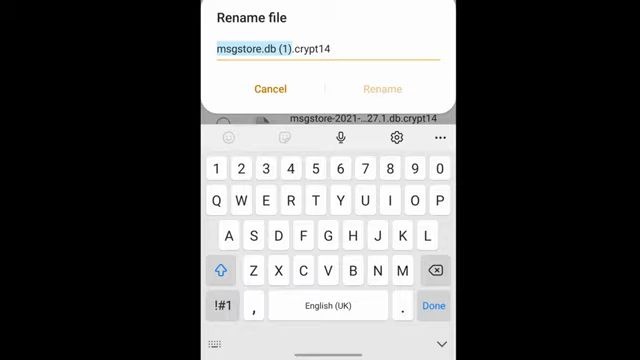 Rename file
msgstore.db (1).crypt14
Cancel
Rename
msgstore-2021-...27.1.db.crypt14
1 2 3 4 5 6 7 8 9 0
Q W E R T Y U I O P
A S D F G H J K L
Z X C V B N M
!#1 , English (UK) . Done